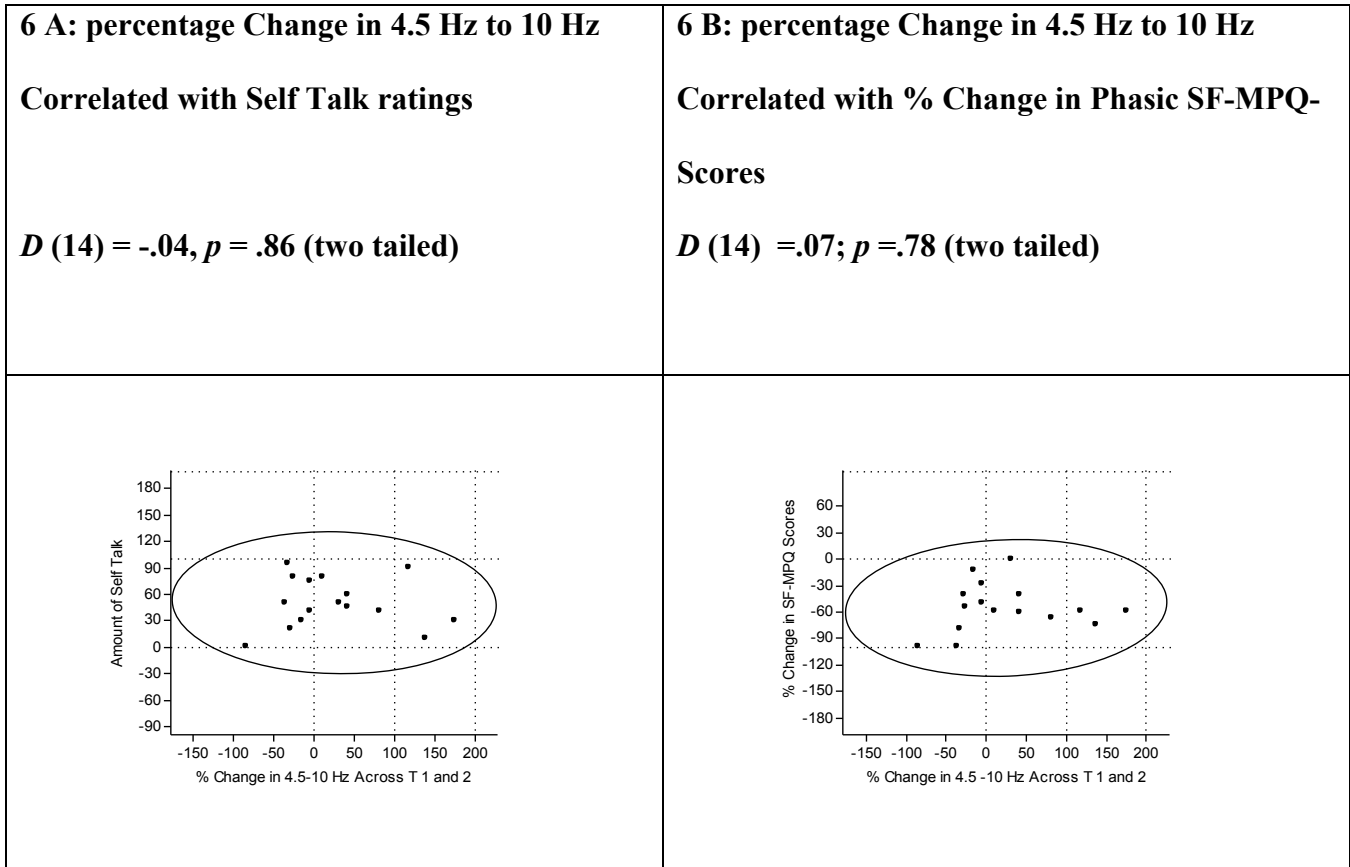 6 A: percentage Change in 4.5 Hz to 10 Hz
Correlated with Self Talk ratings
D (14) = -.04, p = .86 (two tailed)
6 B: percentage Change in 4.5 Hz to 10 Hz
Correlated with % Change in Phasic SF-MPQ-
Scores
D (14) =.07; p =.78 (two tailed)
Amount of Self Talk
180
150
120
90
60
30
0
-30
-60
-90
-150 -100 -50 0 50 100 150 200
% Change in 4.5-10 Hz Across T 1 and 2
% Change in SF-MPQ Scores
60
30
0
-30
-60
-90
-120
-150
-180
-150 -100 -50 0 50 100 150 200
% Change in 4.5 -10 Hz Across T 1 and 2